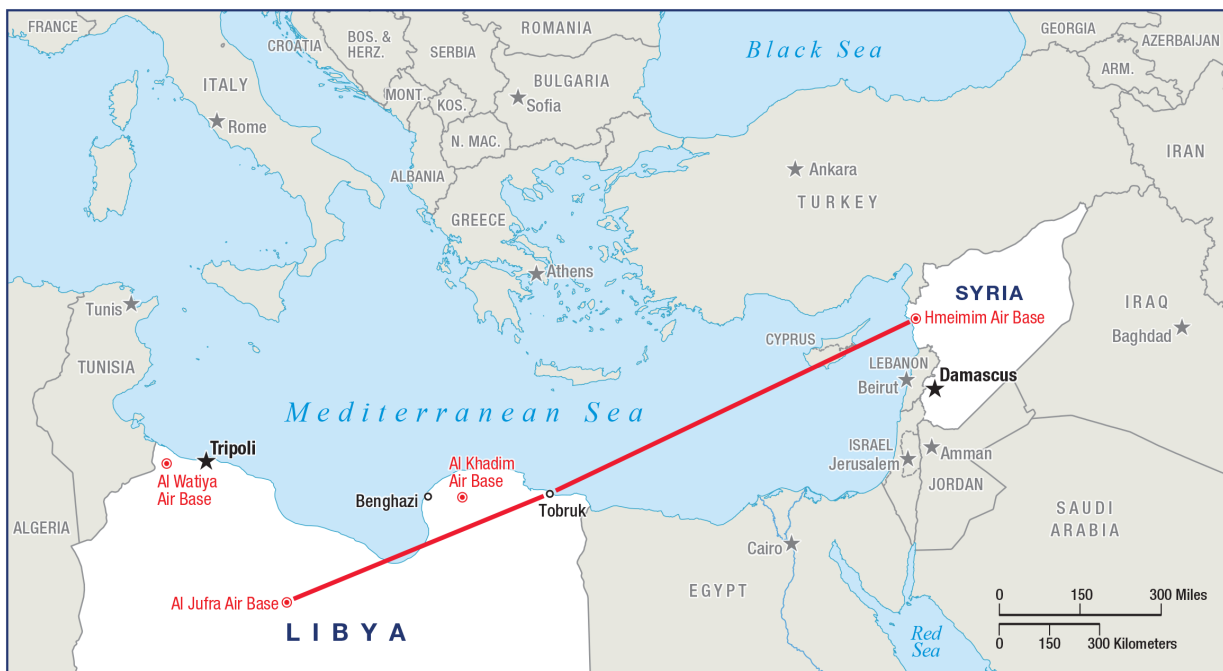 FRANCE
CROATIA
BOS. &
HERZ.
SERBIA
ROMANIA
Black Sea
GEORGIA
AZERBAIJAN
ARM.
ITALY
MONT.
KOS.
BULGARIA
Sofia
Rome
N. MAC.
IRAN
ALBANIA
Ankara
TURKEY
GREECE
Athens
SYRIA
Tunis
Hmeimim Air Base
IRAQ
Baghdad
CYPRUS
TUNISIA
LEBANON
Beirut
Damascus
Mediterranean Sea
Tripoli
Al Khadim
Air Base
ISRAEL
Jerusalem
Amman
Al Watiya
Air Base
Benghazi
Tobruk
JORDAN
ALGERIA
SAUDI
ARABIA
Cairo
EGYPT
Al Jufra Air Base
LIBYA
Red
Sea
0 150 300 Miles
0 150 300 Kilometers